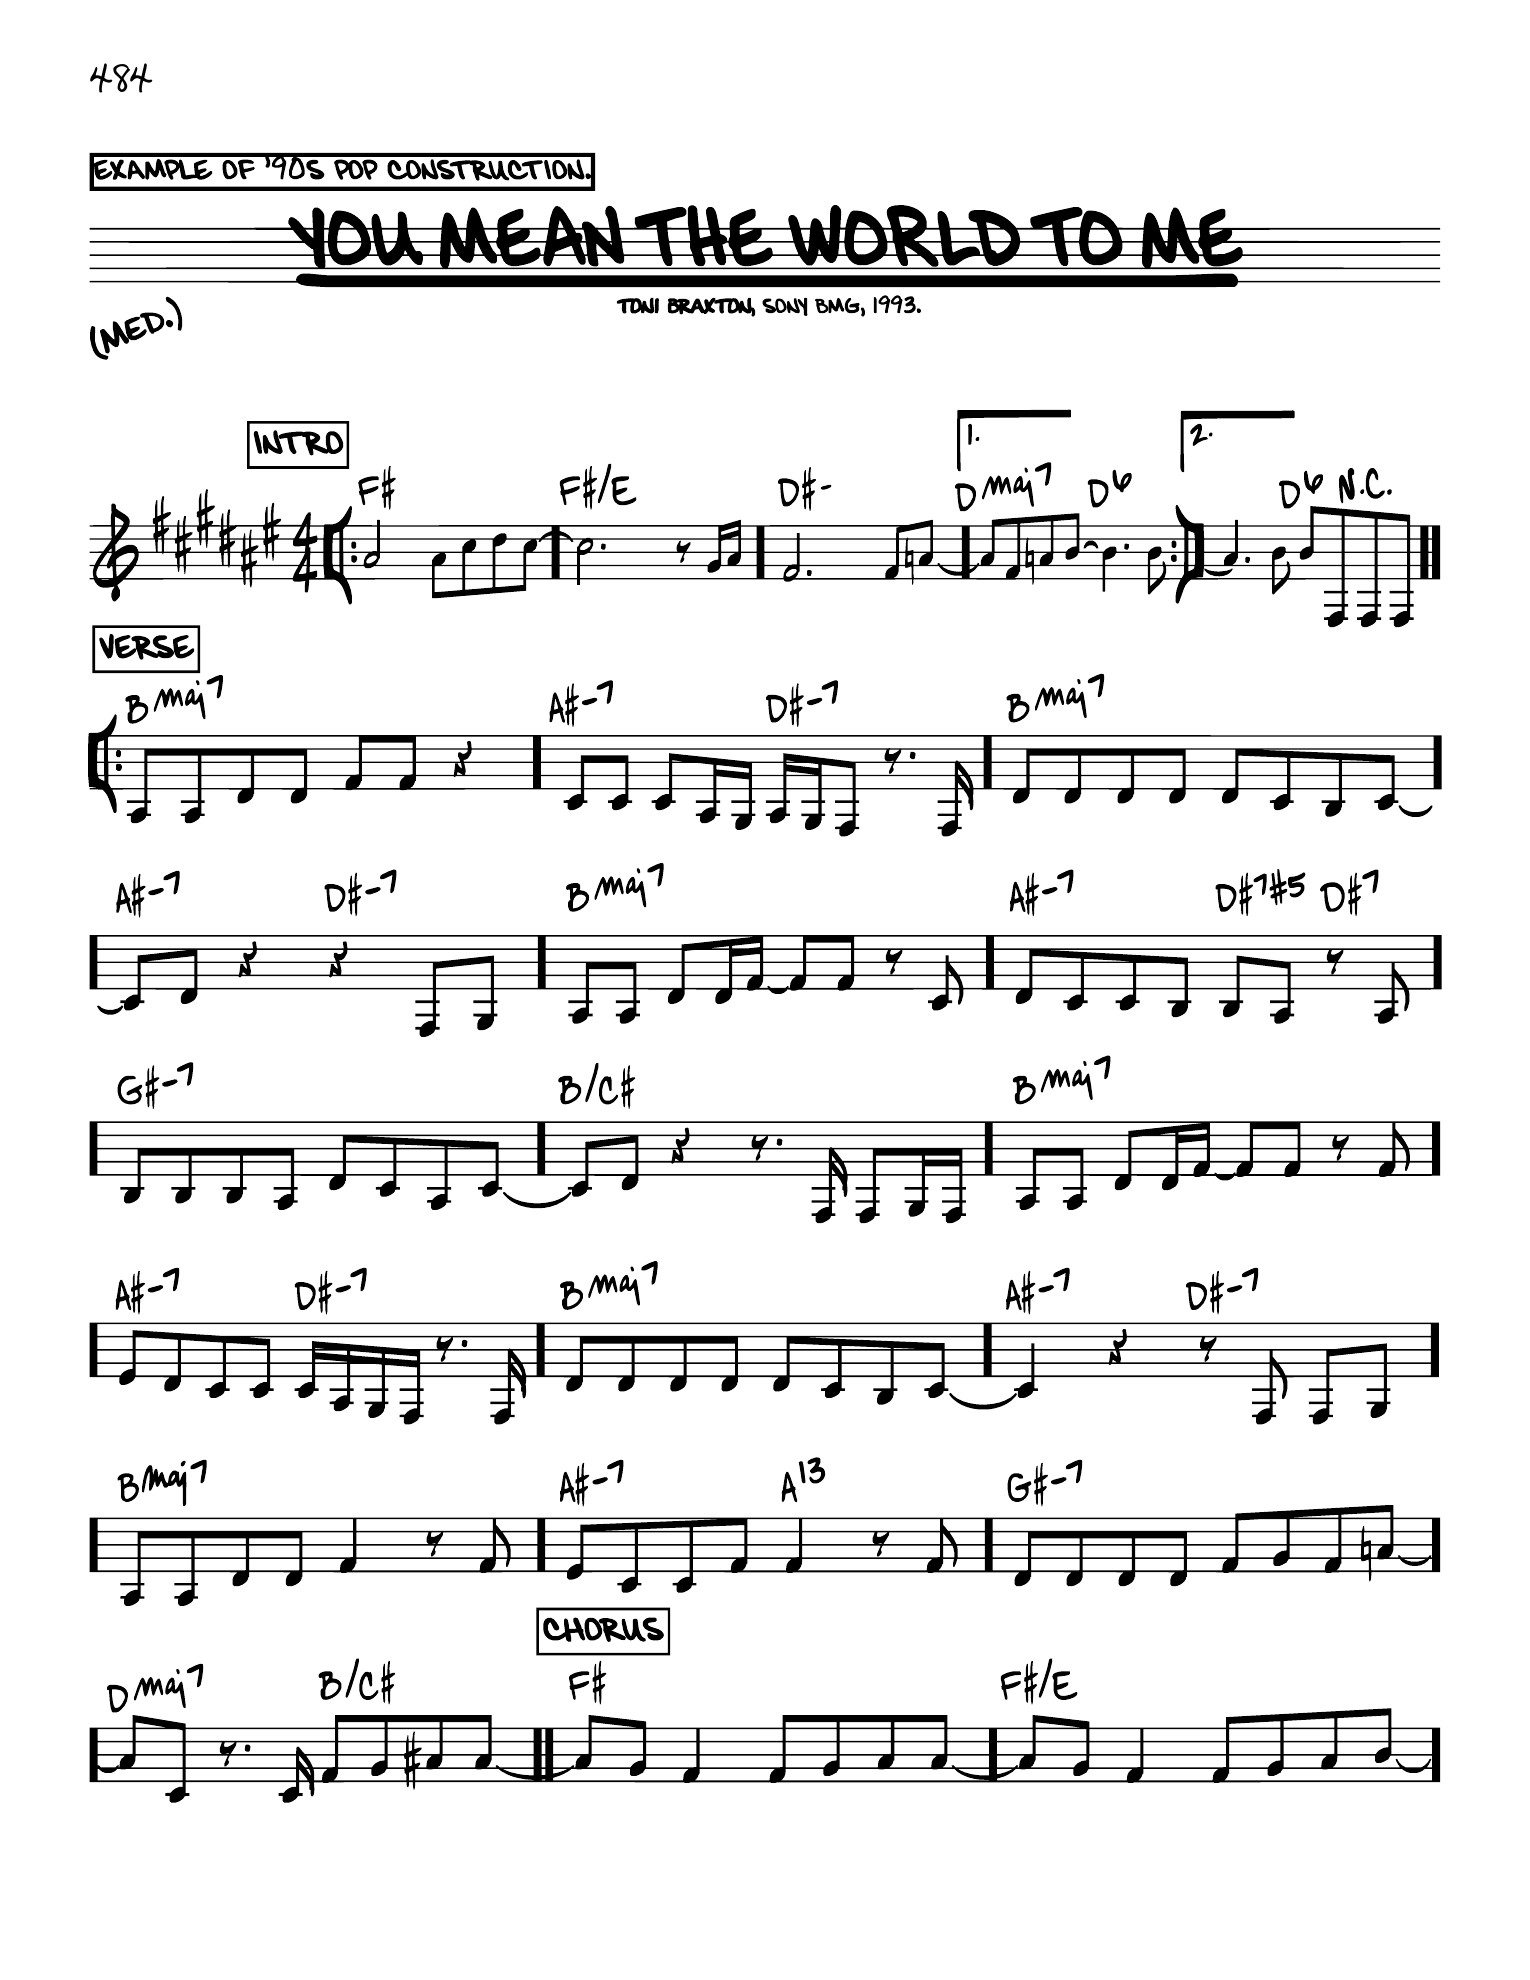 484
EXAMPLE OF '90S POP CONSTRUCTION.
YOU MEAN THE WORLD TO ME
TONI BRAXTON, SONY BMG, 1993.
(MED.)
INTRO
1. 2.
F# F#/E D#- Dmaj7 D6 D6 N.C.
4/4
VERSE
Bmaj7 A#-7 D#-7 Bmaj7
A#-7 D#-7 Bmaj7 A#-7 D#7#5 D#7
G#-7 B/C# Bmaj7
A#-7 D#-7 Bmaj7 A#-7 D#-7
Bmaj7 A#-7 A13 G#-7
CHORUS
Dmaj7 B/C# F# F#/E